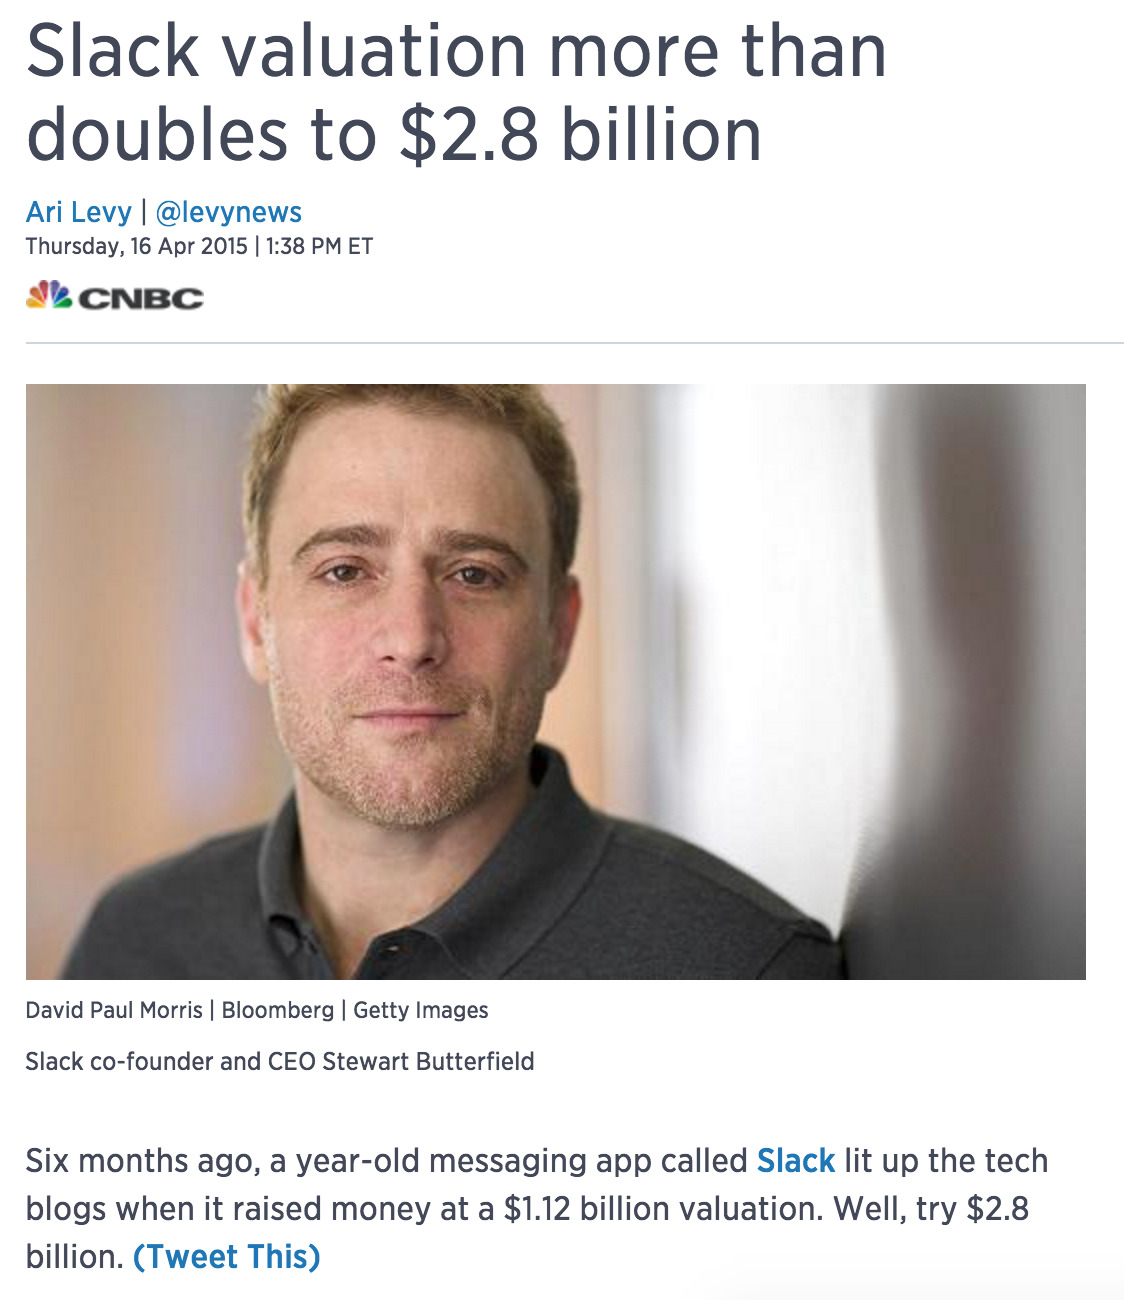 Slack valuation more than
doubles to $2.8 billion
Ari Levy | @levynews
Thursday, 16 Apr 2015 | 1:38 PM ET
CNBC
David Paul Morris | Bloomberg | Getty Images
Slack co-founder and CEO Stewart Butterfield
Six months ago, a year-old messaging app called Slack lit up the tech
blogs when it raised money at a $1.12 billion valuation. Well, try $2.8
billion. (Tweet This)